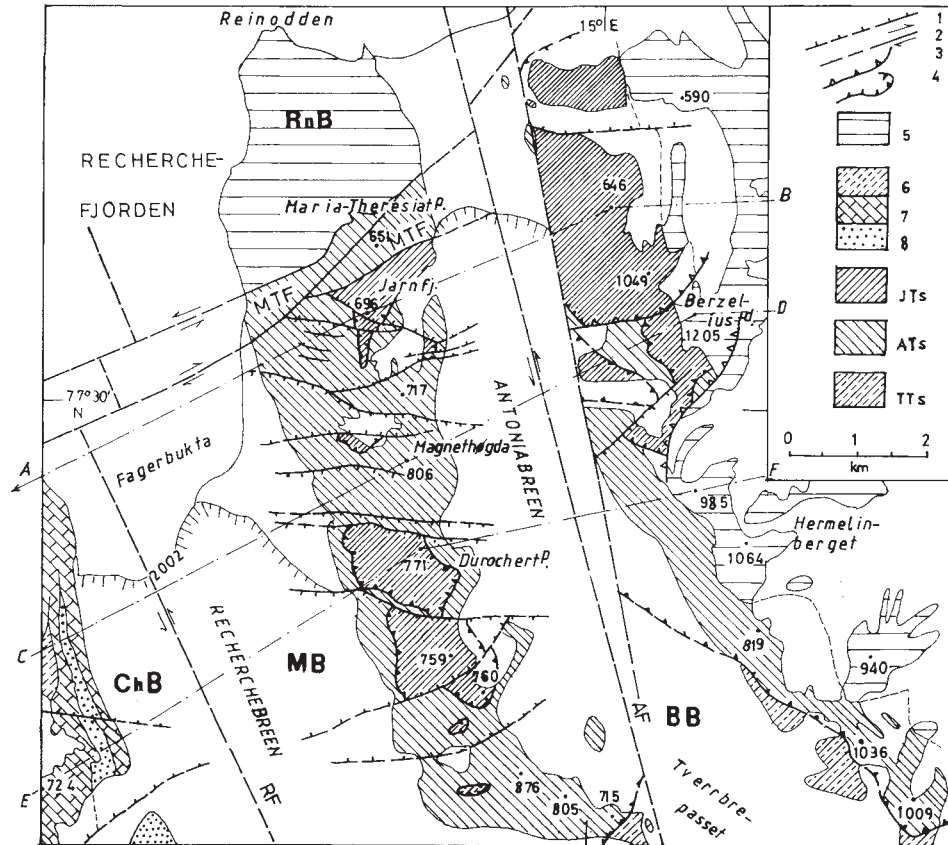 Reinodden
15° E
1
2
3
4
RnB
590
5
RECHERCHE-
FJORDEN
646
6
7
8
Maria-Theresiat P.
B
651
MTF
1049
JTs
Jarnfj.
MTF
696
Berzel-
ius td.
D
1205
ATs
77°30'
N
717
ANTONIABREEN
TTs
0 1 2
km
A
Fagerbukta
Magnethøgda
806
F
985
Hermelin-
berget
1064
771
Durochert P.
2002
RECHERCHEBREEN
C
ChB
MB
759
760
819
940
AF
BB
724
E
RF
1036
Tverrbre-
passet
876
805
715
1009